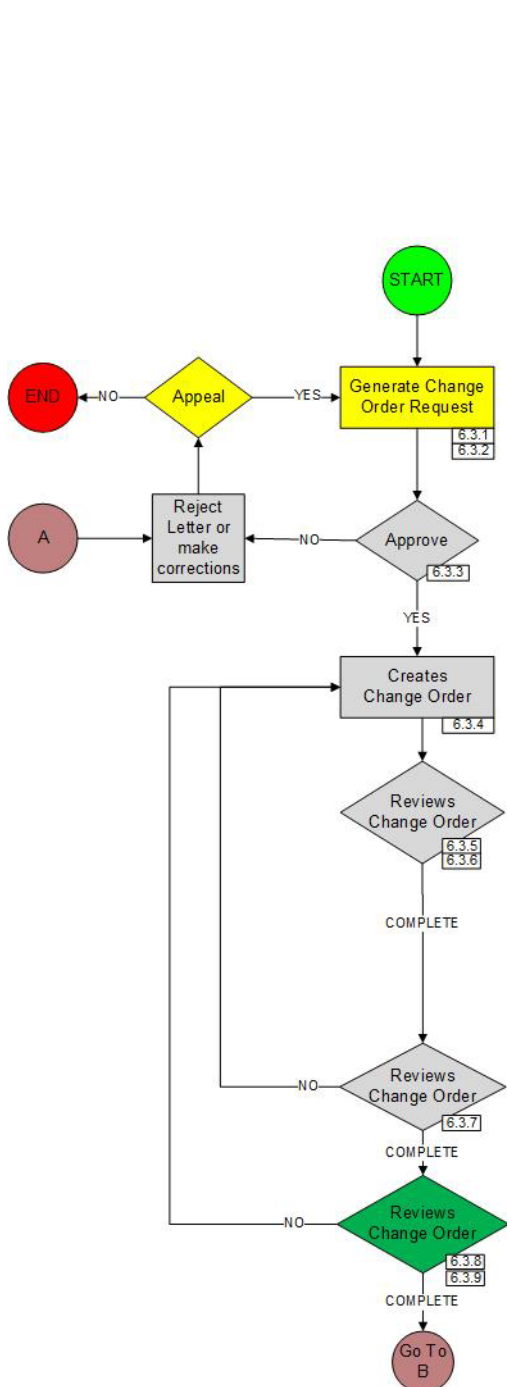 START
END
NO
Appeal
YES
Generate Change
Order Request
6.3.1
6.3.2
A
Reject
Letter or
make
corrections
NO
Approve
6.3.3
YES
Creates
Change Order
6.3.4
Reviews
Change Order
6.3.5
6.3.6
COMPLETE
Reviews
Change Order
NO
6.3.7
COMPLETE
Reviews
Change Order
NO
6.3.8
6.3.9
COMPLETE
Go To
B